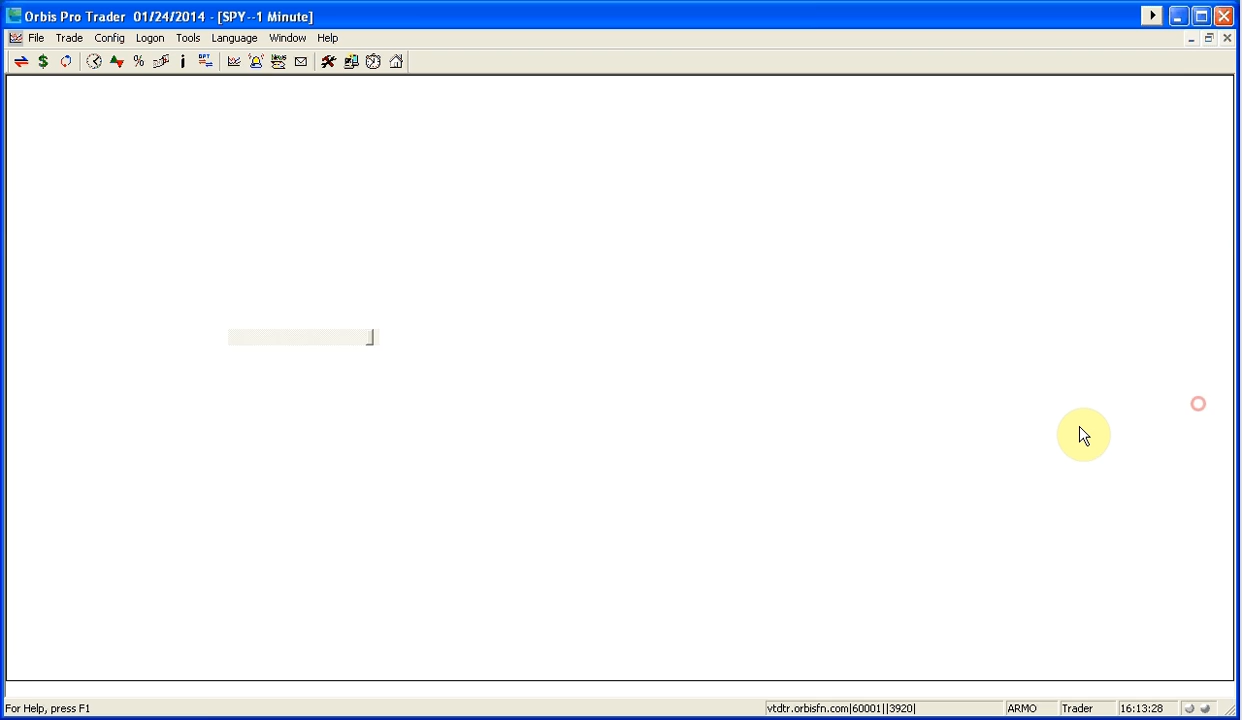 Orbis Pro Trader 01/24/2014 - [SPY--1 Minute]
File Trade Config Logon Tools Language Window Help
For Help, press F1 vtdtr.orbisfn.com|60001||3920| ARMO Trader 16:13:28